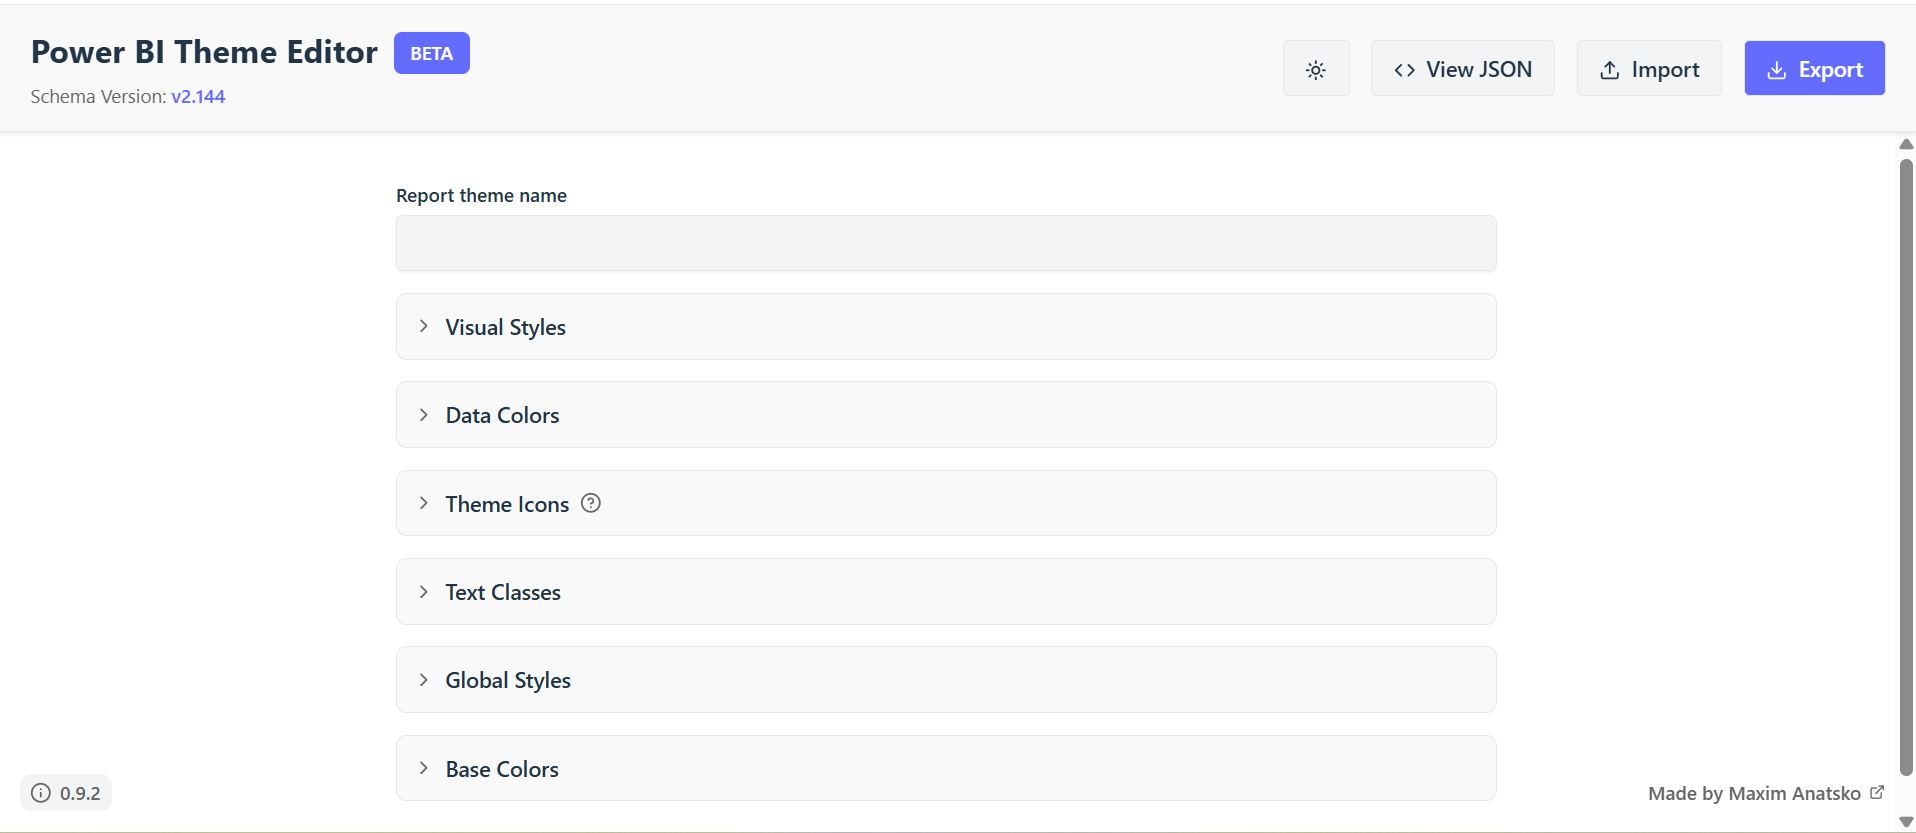 Power BI Theme Editor BETA
Schema Version: v2.144
View JSON
Import
Export
Report theme name
Visual Styles
Data Colors
Theme Icons
Text Classes
Global Styles
Base Colors
0.9.2
Made by Maxim Anatsko